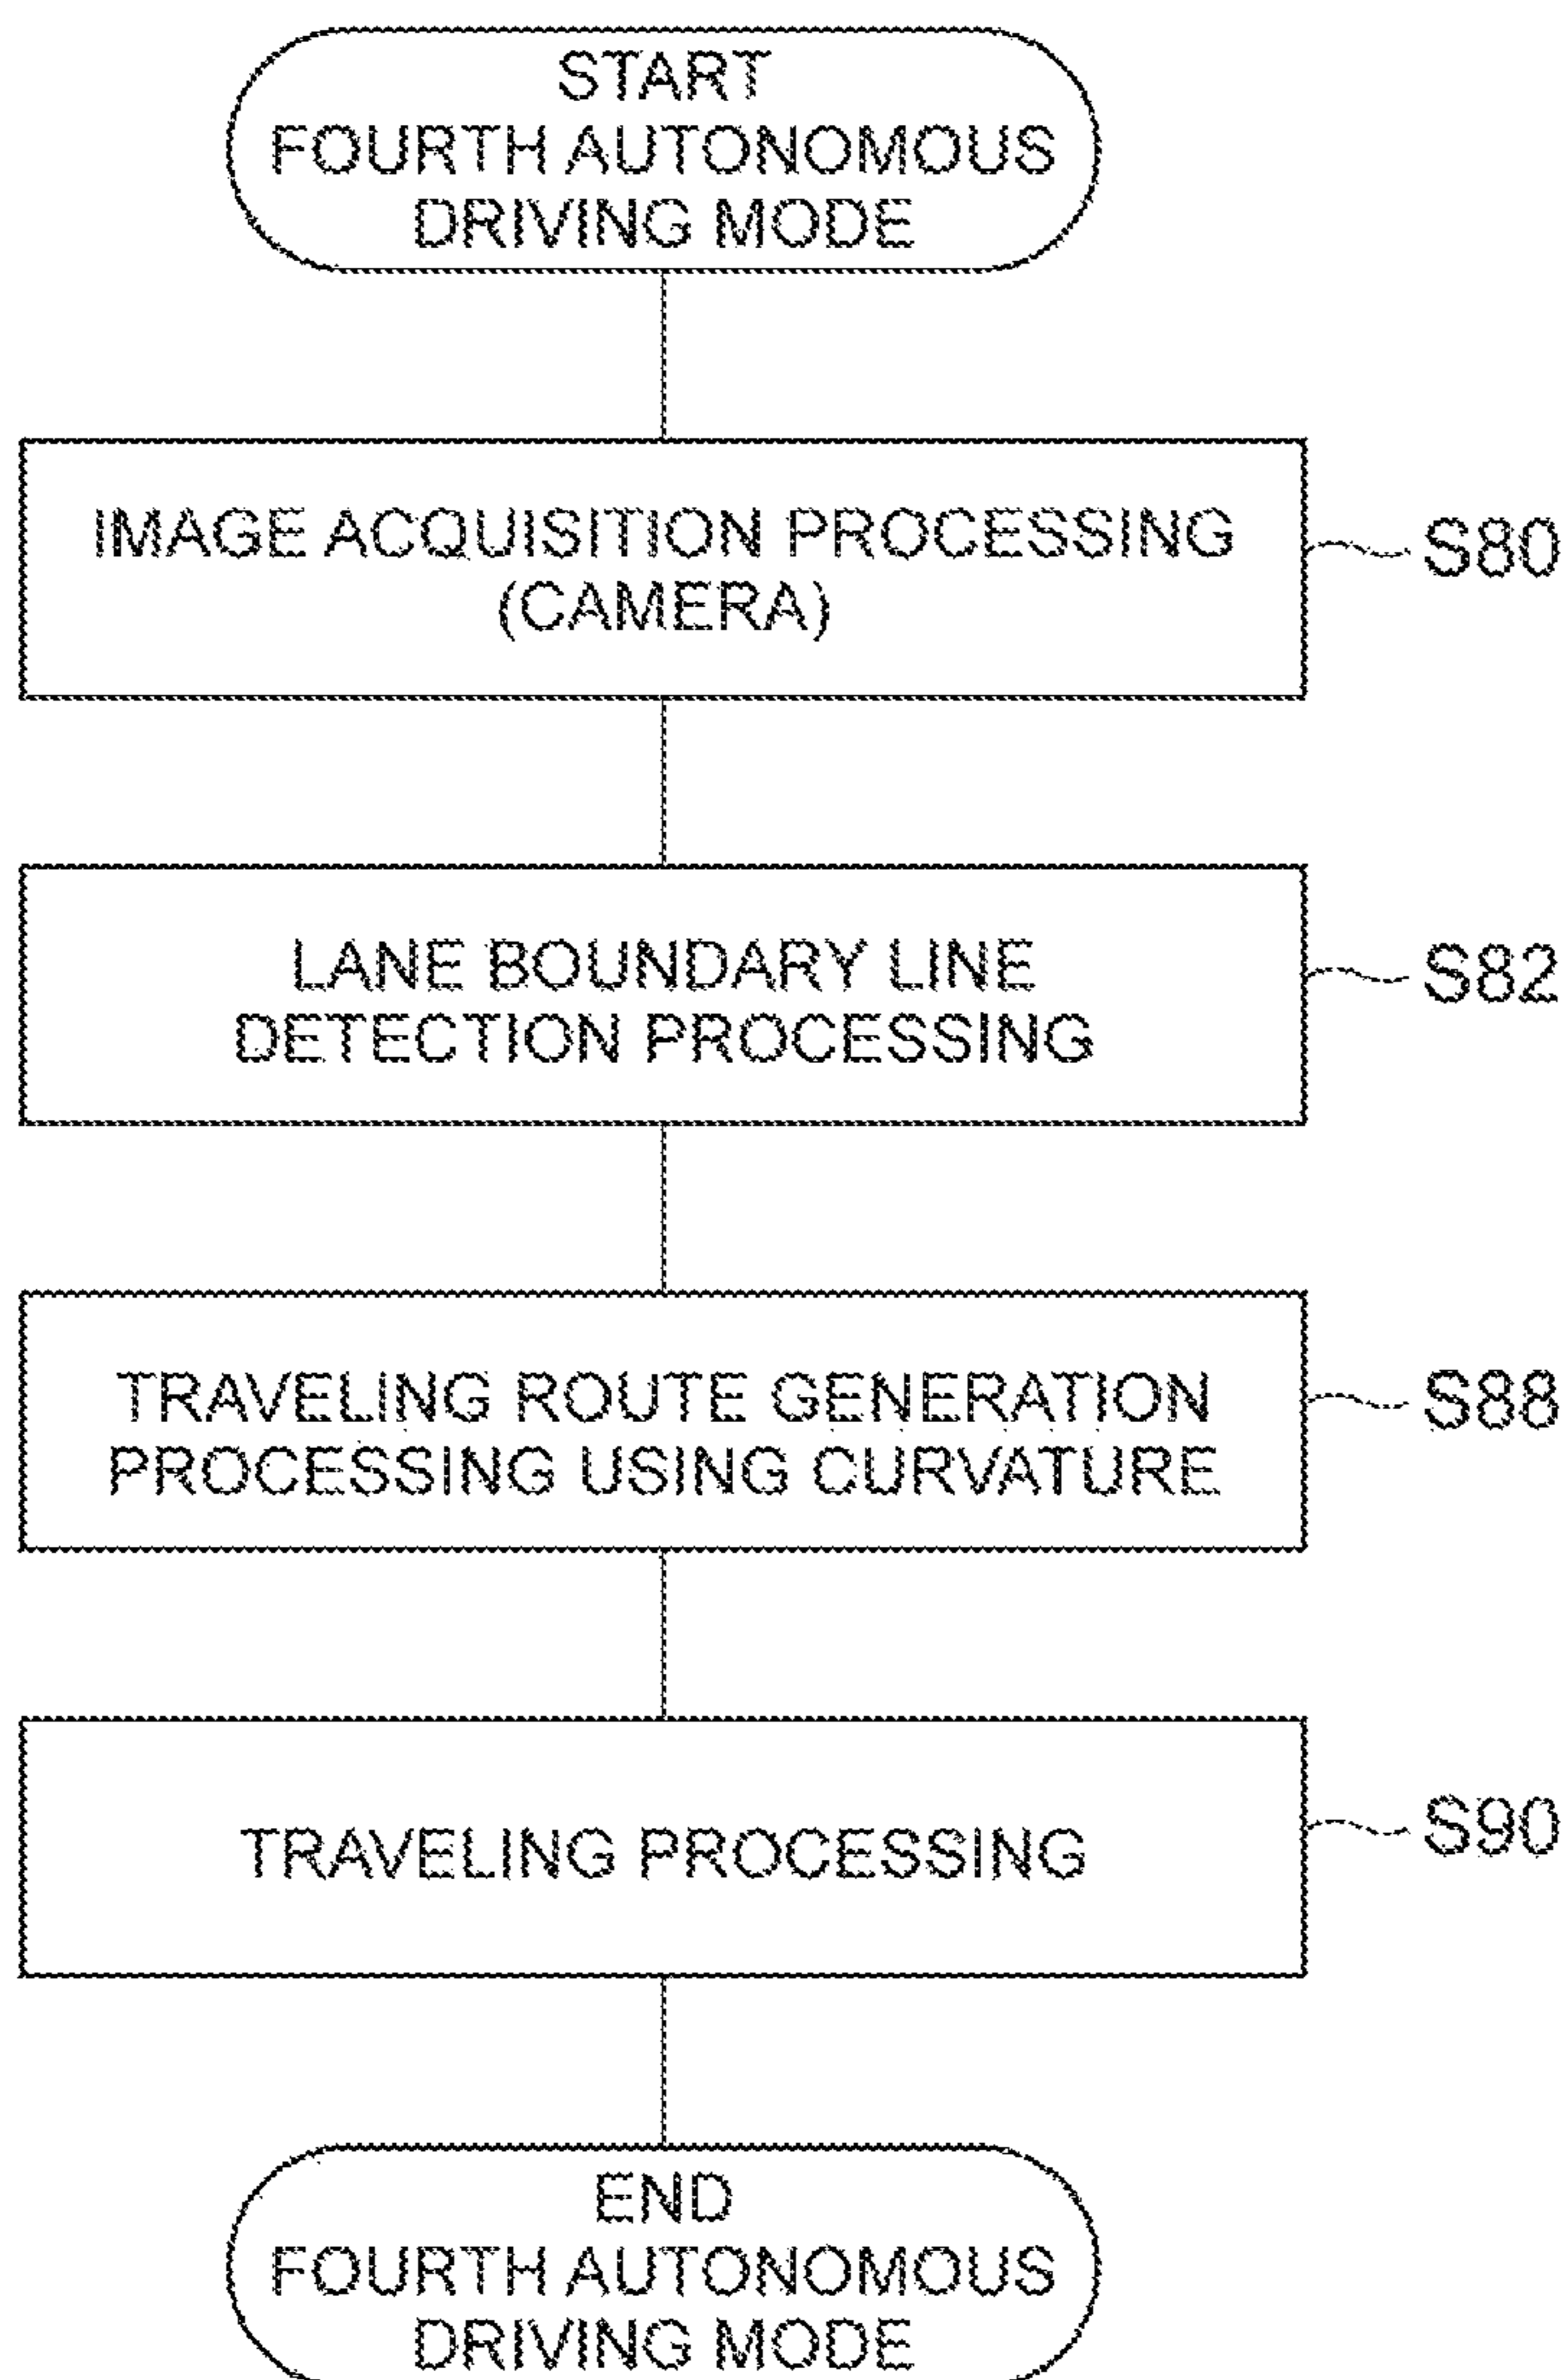 START
FOURTH AUTONOMOUS
DRIVING MODE
IMAGE ACQUISITION PROCESSING
(CAMERA)
S80
LANE BOUNDARY LINE
DETECTION PROCESSING
S82
TRAVELING ROUTE GENERATION
PROCESSING USING CURVATURE
S88
TRAVELING PROCESSING
S90
END
FOURTH AUTONOMOUS
DRIVING MODE